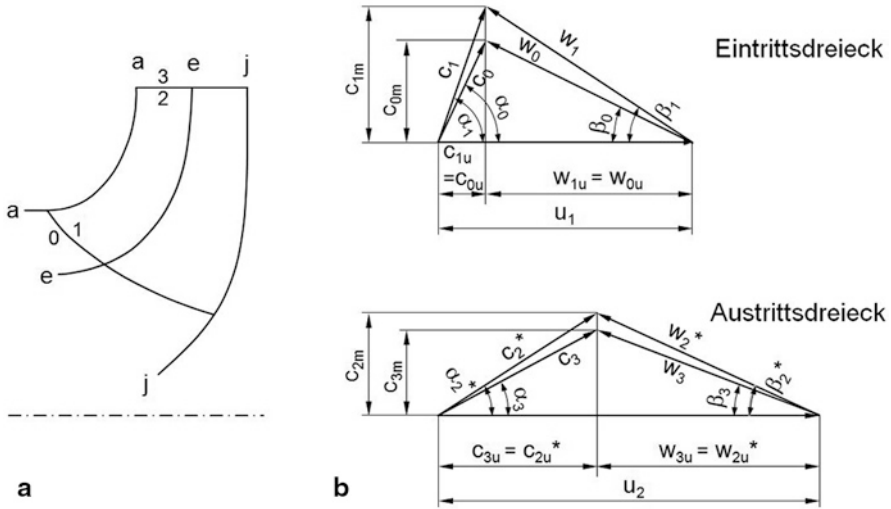 a e j
3
2
a
0 1
e
j
a
Eintrittsdreieck
c1m
c0m
c1
c0
w0
w1
α1
α0
β0
β1
c1u
=c0u
w1u = w0u
u1
Austrittsdreieck
c2m
c3m
c2*
c3
w2*
w3
α2*
α3
β3
β2*
c3u = c2u*
w3u = w2u*
u2
b